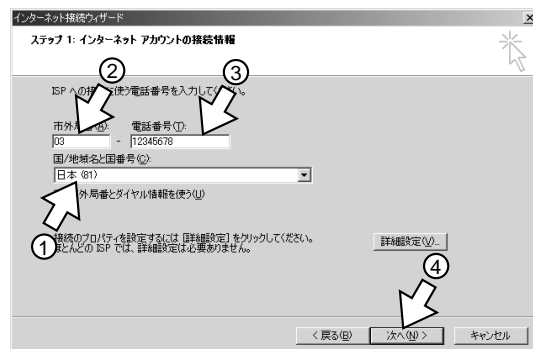 インターネット接続ウィザード
ステップ 1: インターネット アカウントの接続情報
ISP への接 使う電話番号を入力して い。
② ③
市外 (A): 電話番号(T):
03 - 12345678
国/地域名と国番号(C):
日本 (81)
外局番とダイヤル情報を使う(U)
①
接続のプロパティを設定するには [詳細設定] をクリックしてください。
ほとんどの ISP では、詳細設定は必要ありません。
詳細設定(V)...
④
< 戻る(B) 次へ(N) > キャンセル